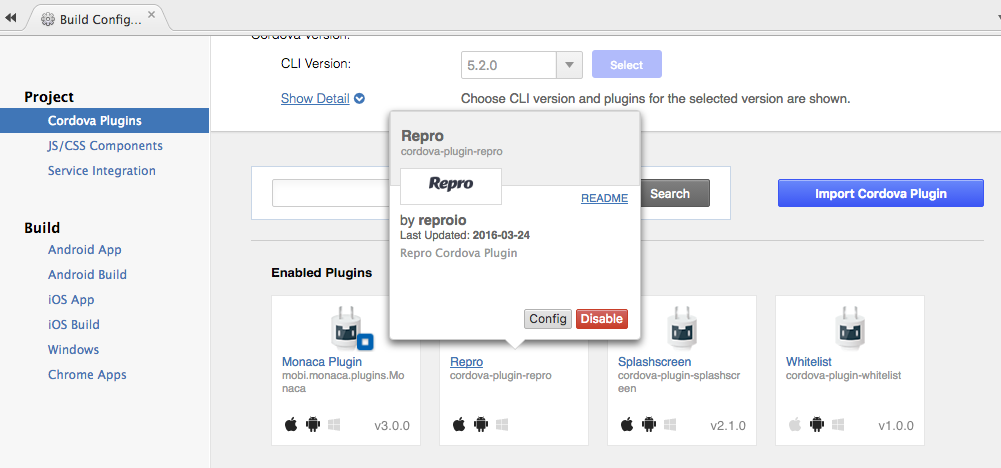 Build Config...
Cordova Version:
CLI Version:
5.2.0
Select
Show Detail
Choose CLI version and plugins for the selected version are shown.
Project
Cordova Plugins
JS/CSS Components
Service Integration
Build
Android App
Android Build
iOS App
iOS Build
Windows
Chrome Apps
Repro
cordova-plugin-repro
Repro
README
by reproio
Last Updated: 2016-03-24
Repro Cordova Plugin
Config
Disable
Search
Import Cordova Plugin
Enabled Plugins
Monaca Plugin
mobi.monaca.plugins.Mo
naca
v3.0.0
Repro
cordova-plugin-repro
Splashscreen
cordova-plugin-splashscr
een
v2.1.0
Whitelist
cordova-plugin-whitelist
v1.0.0